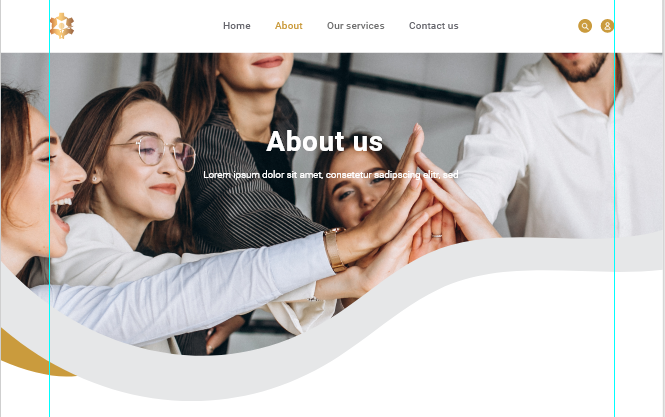 Home About Our services Contact us
About us
Lorem ipsum dolor sit amet, consetetur sadipscing elitr, sed